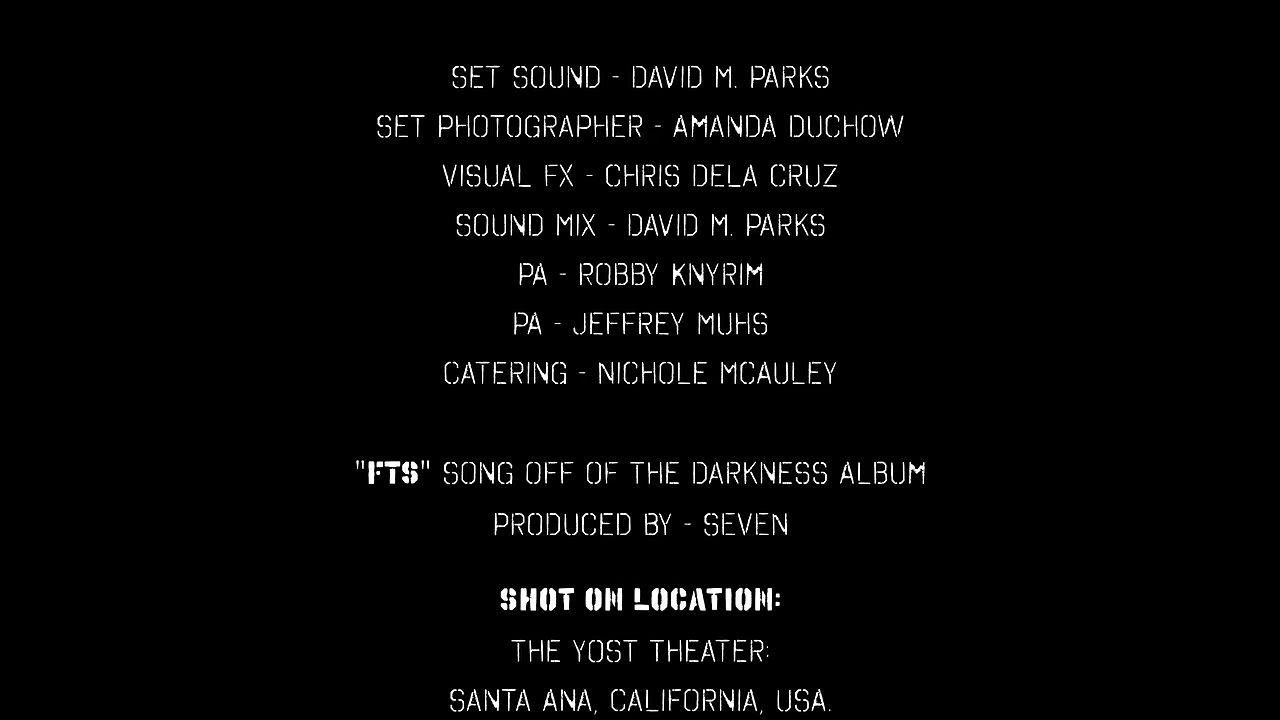 SET SOUND - DAVID M. PARKS
SET PHOTOGRAPHER - AMANDA DUCHOW
VISUAL FX - CHRIS DELA CRUZ
SOUND MIX - DAVID M. PARKS
PA - ROBBY KNYRIM
PA - JEFFREY MUHS
CATERING - NICHOLE MCAULEY
"FTS" SONG OFF OF THE DARKNESS ALBUM
PRODUCED BY - SEVEN
SHOT ON LOCATION:
THE YOST THEATER:
SANTA ANA, CALIFORNIA, USA.